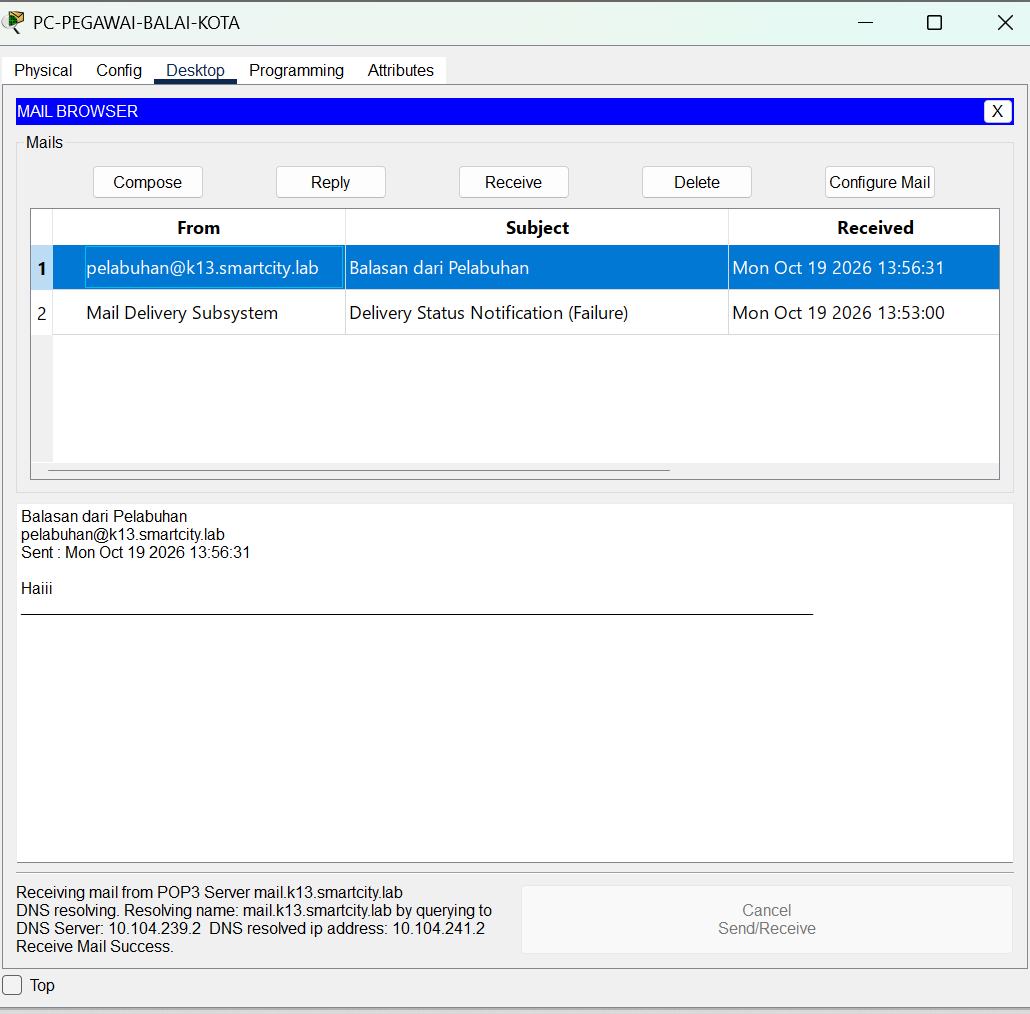 PC-PEGAWAI-BALAI-KOTA
Physical Config Desktop Programming Attributes
MAIL BROWSER X
Mails
Compose Reply Receive Delete Configure Mail
From Subject Received
1 pelabuhan@k13.smartcity.lab Balasan dari Pelabuhan Mon Oct 19 2026 13:56:31
2 Mail Delivery Subsystem Delivery Status Notification (Failure) Mon Oct 19 2026 13:53:00
Balasan dari Pelabuhan
pelabuhan@k13.smartcity.lab
Sent : Mon Oct 19 2026 13:56:31
Haiii
Receiving mail from POP3 Server mail.k13.smartcity.lab
DNS resolving. Resolving name: mail.k13.smartcity.lab by querying to
DNS Server: 10.104.239.2  DNS resolved ip address: 10.104.241.2
Receive Mail Success.
Cancel
Send/Receive
Top